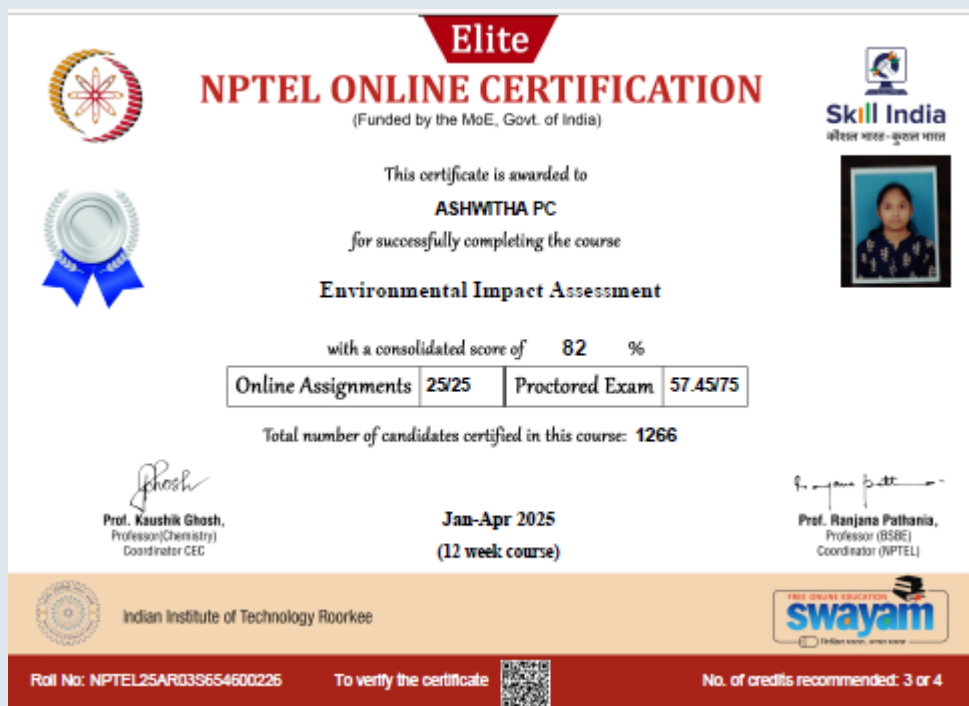 Elite
NPTEL ONLINE CERTIFICATION
(Funded by the MoE, Govt. of India)
Skill India
कौशल भारत-कुशल भारत
This certificate is awarded to
ASHWITHA PC
for successfully completing the course
Environmental Impact Assessment
with a consolidated score of 82 %
Online Assignments 25/25 Proctored Exam 57.45/75
Total number of candidates certified in this course: 1266
Ghosh
Prof. Kaushik Ghosh,
Professor(Chemistry)
Coordinator CEC
Jan-Apr 2025
(12 week course)
Prof. Ranjana Pathania,
Professor (BSBE)
Coordinator (NPTEL)
Indian Institute of Technology Roorkee
FREE ONLINE EDUCATION
swayam
Roll No: NPTEL25AR03S654600226 To verify the certificate No. of credits recommended: 3 or 4